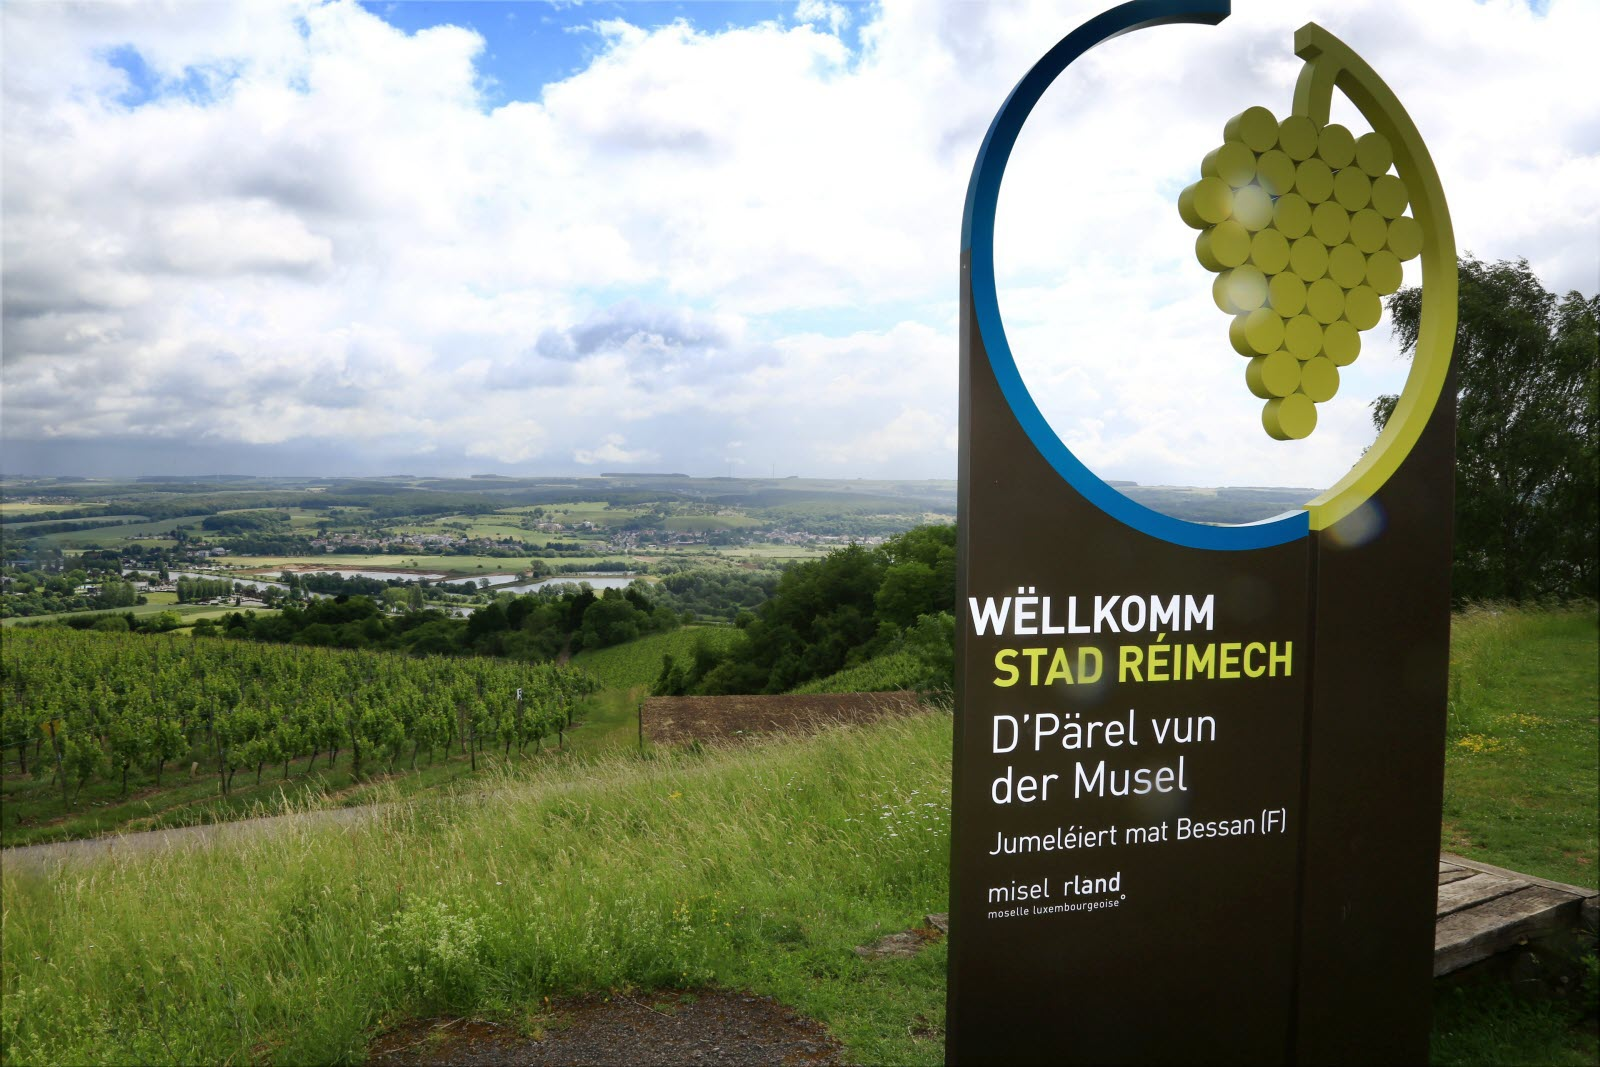 WËLLKOMM
STAD RÉIMECH
D'Pärel vun
der Musel
Jumeléiert mat Bessan (F)
misel rland
moselle luxembourgeoise°